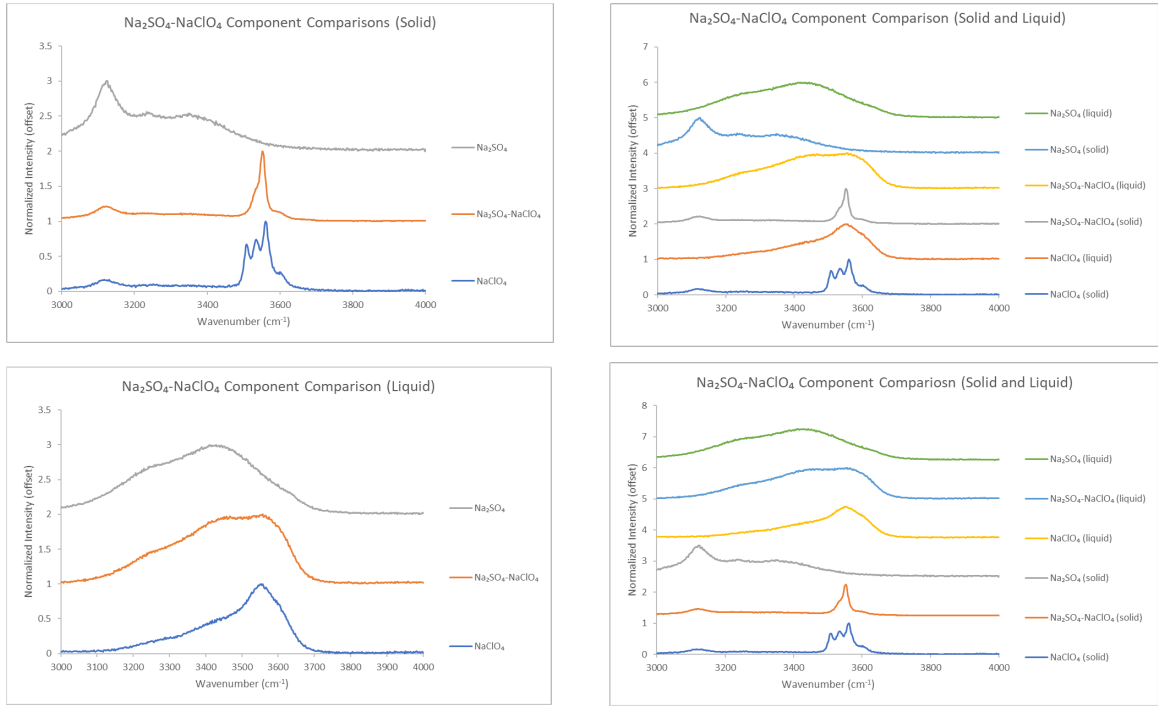 Na₂SO₄-NaClO₄ Component Comparisons (Solid)
Normalized Intensity (offset)
3.5
3
2.5
2
1.5
1
0.5
0
3000 3200 3400 3600 3800 4000
Wavenumber (cm⁻¹)
Na₂SO₄
Na₂SO₄-NaClO₄
NaClO₄
Na₂SO₄-NaClO₄ Component Comparison (Solid and Liquid)
Normalized Intensity (offset)
7
6
5
4
3
2
1
0
3000 3200 3400 3600 3800 4000
Wavenumber (cm⁻¹)
Na₂SO₄ (liquid)
Na₂SO₄ (solid)
Na₂SO₄-NaClO₄ (liquid)
Na₂SO₄-NaClO₄ (solid)
NaClO₄ (liquid)
NaClO₄ (solid)
Na₂SO₄-NaClO₄ Component Comparison (Liquid)
Normalized Intensity (offset)
3.5
3
2.5
2
1.5
1
0.5
0
3000 3100 3200 3300 3400 3500 3600 3700 3800 3900 4000
Wavenumber (cm⁻¹)
Na₂SO₄
Na₂SO₄-NaClO₄
NaClO₄
Na₂SO₄-NaClO₄ Component Compariosn (Solid and Liquid)
Normalized Intensity (offset)
8
7
6
5
4
3
2
1
0
3000 3200 3400 3600 3800 4000
Wavenumber (cm⁻¹)
Na₂SO₄ (liquid)
Na₂SO₄-NaClO₄ (liquid)
NaClO₄ (liquid)
Na₂SO₄ (solid)
Na₂SO₄-NaClO₄ (solid)
NaClO₄ (solid)